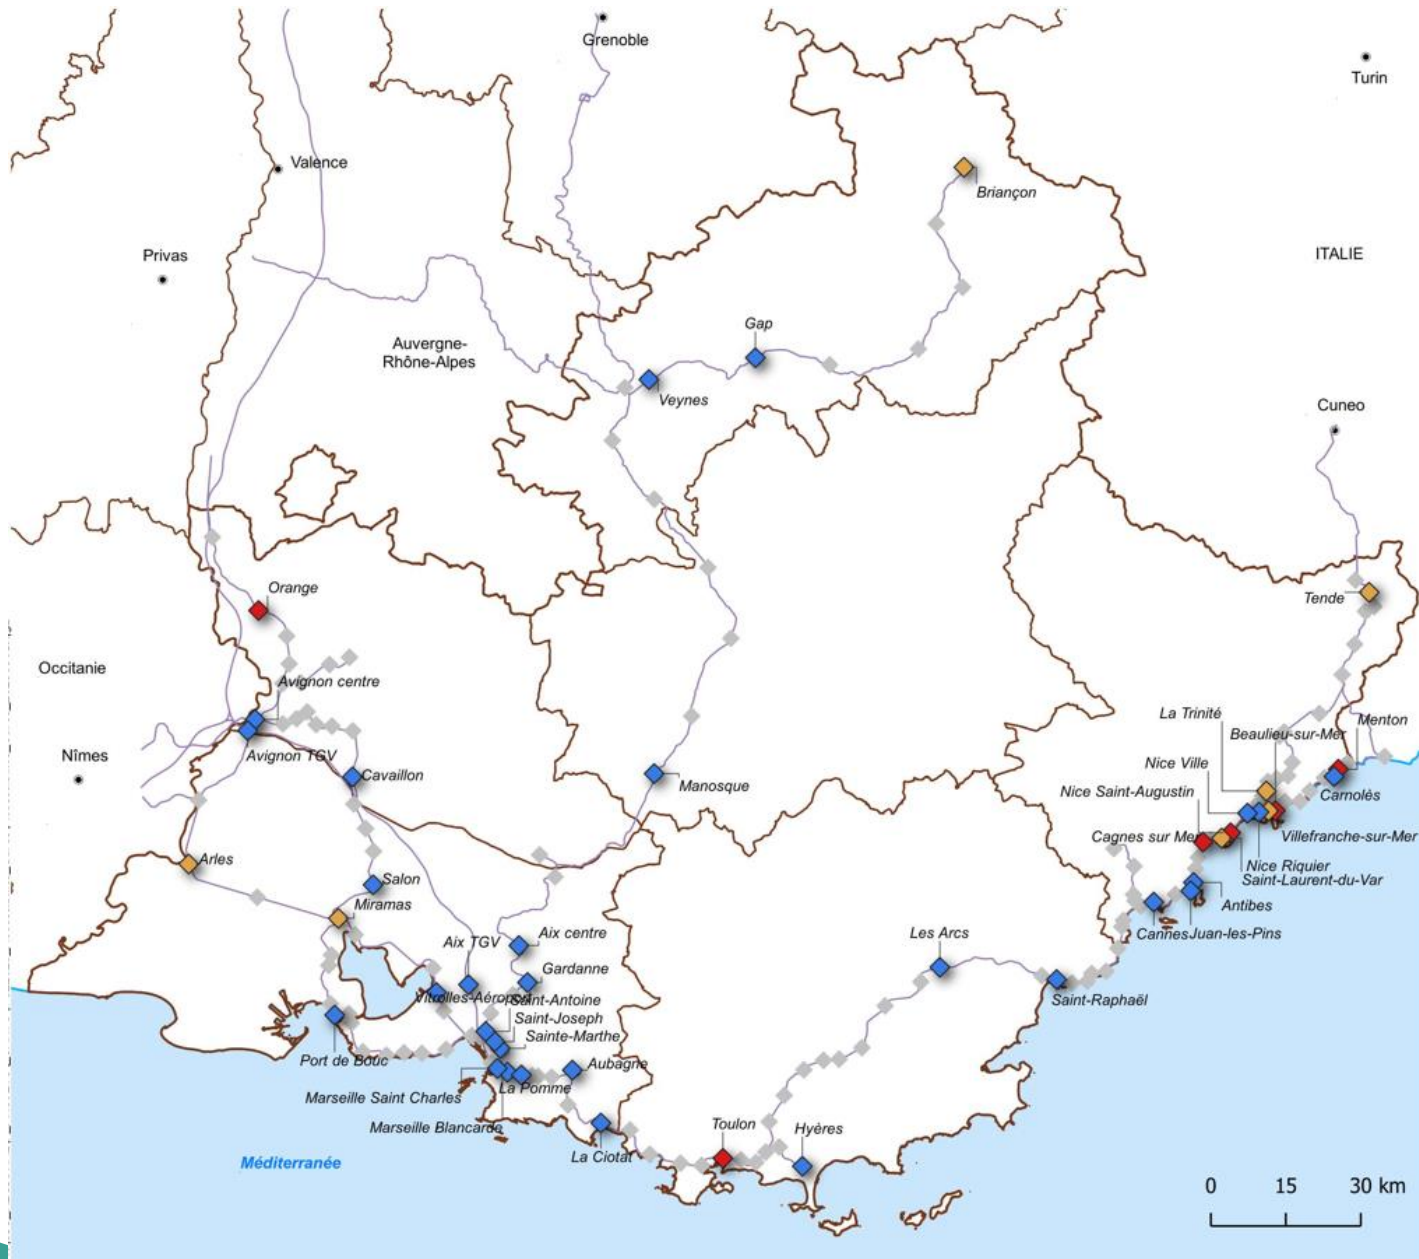 Grenoble
Turin
Valence
Briançon
Privas
ITALIE
Gap
Auvergne-
Rhône-Alpes
Veynes
Cuneo
Orange
Tende
Occitanie
Avignon centre
La Trinité
Menton
Beaulieu-sur-Mer
Nîmes
Avignon TGV
Nice Ville
Cavaillon
Manosque
Nice Saint-Augustin
Carnolès
Cagnes sur Mer
Villefranche-sur-Mer
Arles
Nice Riquier
Salon
Saint-Laurent-du-Var
Miramas
Antibes
Aix TGV
Aix centre
Les Arcs
Cannes
Juan-les-Pins
Gardanne
Vitrolles-Aéroport
Saint-Antoine
Saint-Raphaël
Saint-Joseph
Sainte-Marthe
Port de Bouc
Aubagne
La Pomme
Marseille Saint Charles
Marseille Blancarde
Toulon
Hyères
La Ciotat
Méditerranée
0 15 30 km